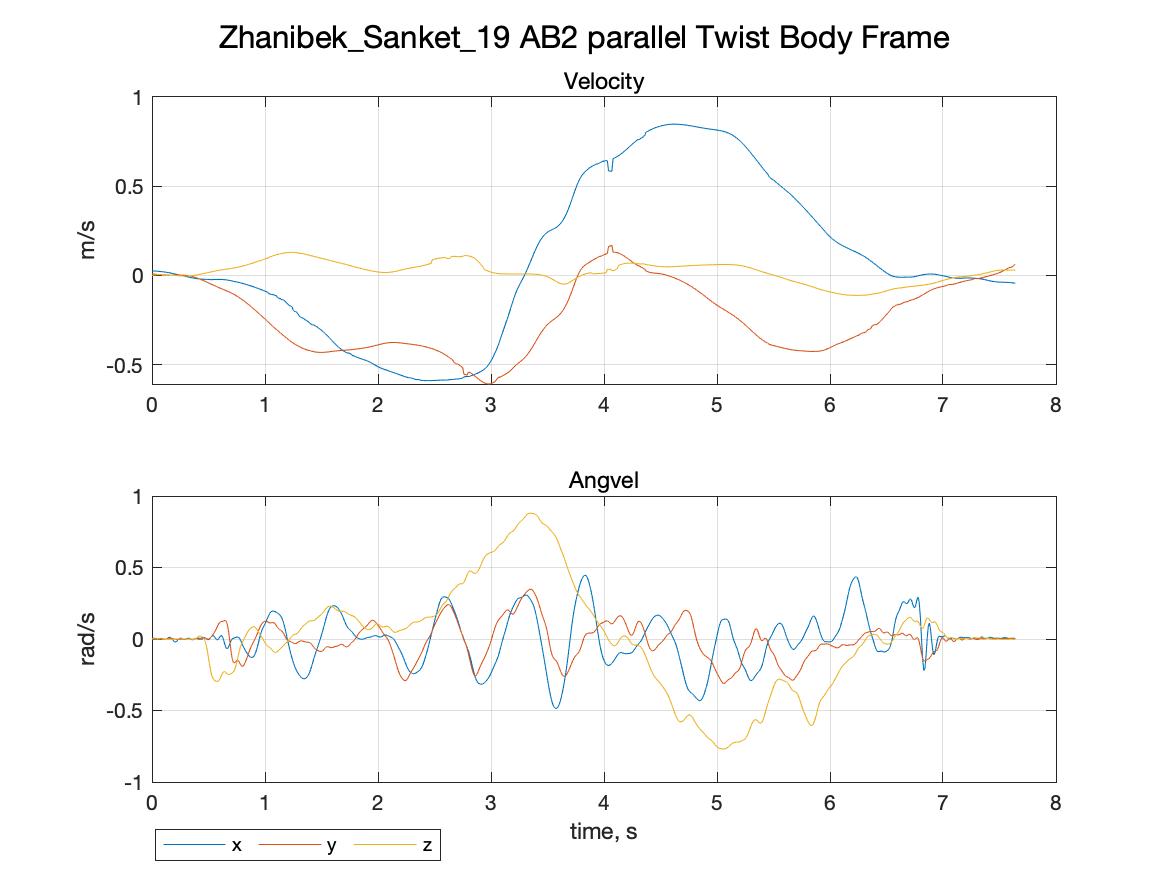 Zhanibek_Sanket_19 AB2 parallel Twist Body Frame
Velocity
1
0.5
0
-0.5
m/s
0 1 2 3 4 5 6 7 8
Angvel
1
0.5
0
-0.5
-1
rad/s
0 1 2 3 4 5 6 7 8
time, s
x y z